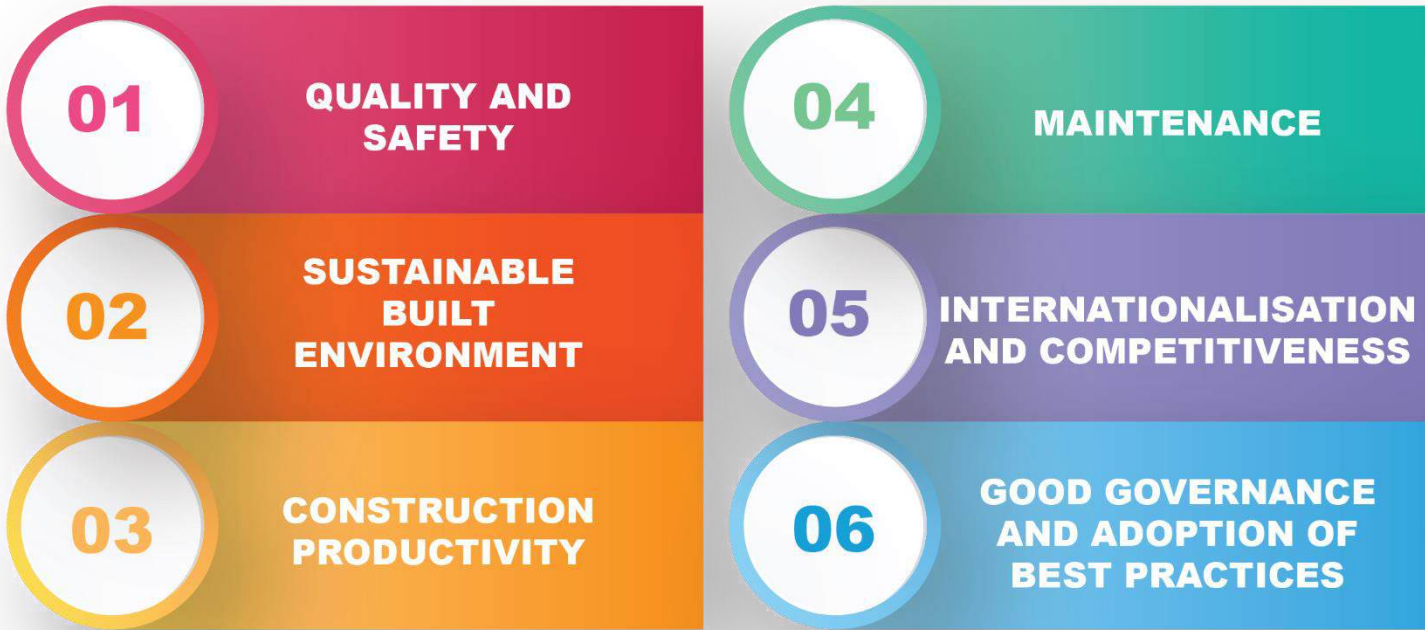 01
QUALITY AND
SAFETY
02
SUSTAINABLE
BUILT
ENVIRONMENT
03
CONSTRUCTION
PRODUCTIVITY
04
MAINTENANCE
05
INTERNATIONALISATION
AND COMPETITIVENESS
06
GOOD GOVERNANCE
AND ADOPTION OF
BEST PRACTICES